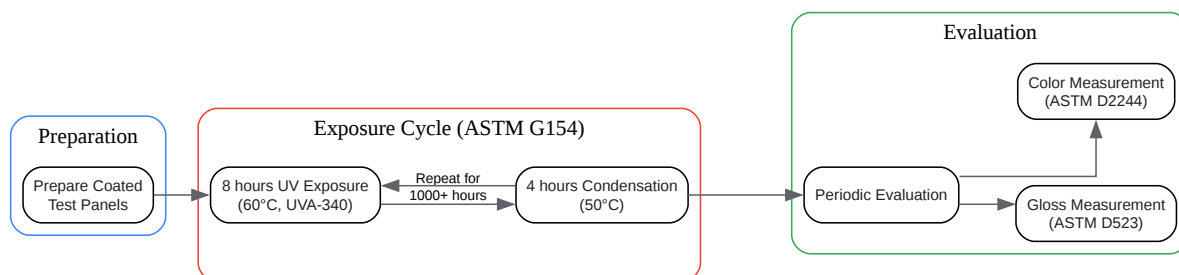 Preparation
Prepare Coated
Test Panels
Exposure Cycle (ASTM G154)
8 hours UV Exposure
(60°C, UVA-340)
Repeat for
1000+ hours
4 hours Condensation
(50°C)
Evaluation
Periodic Evaluation
Color Measurement
(ASTM D2244)
Gloss Measurement
(ASTM D523)